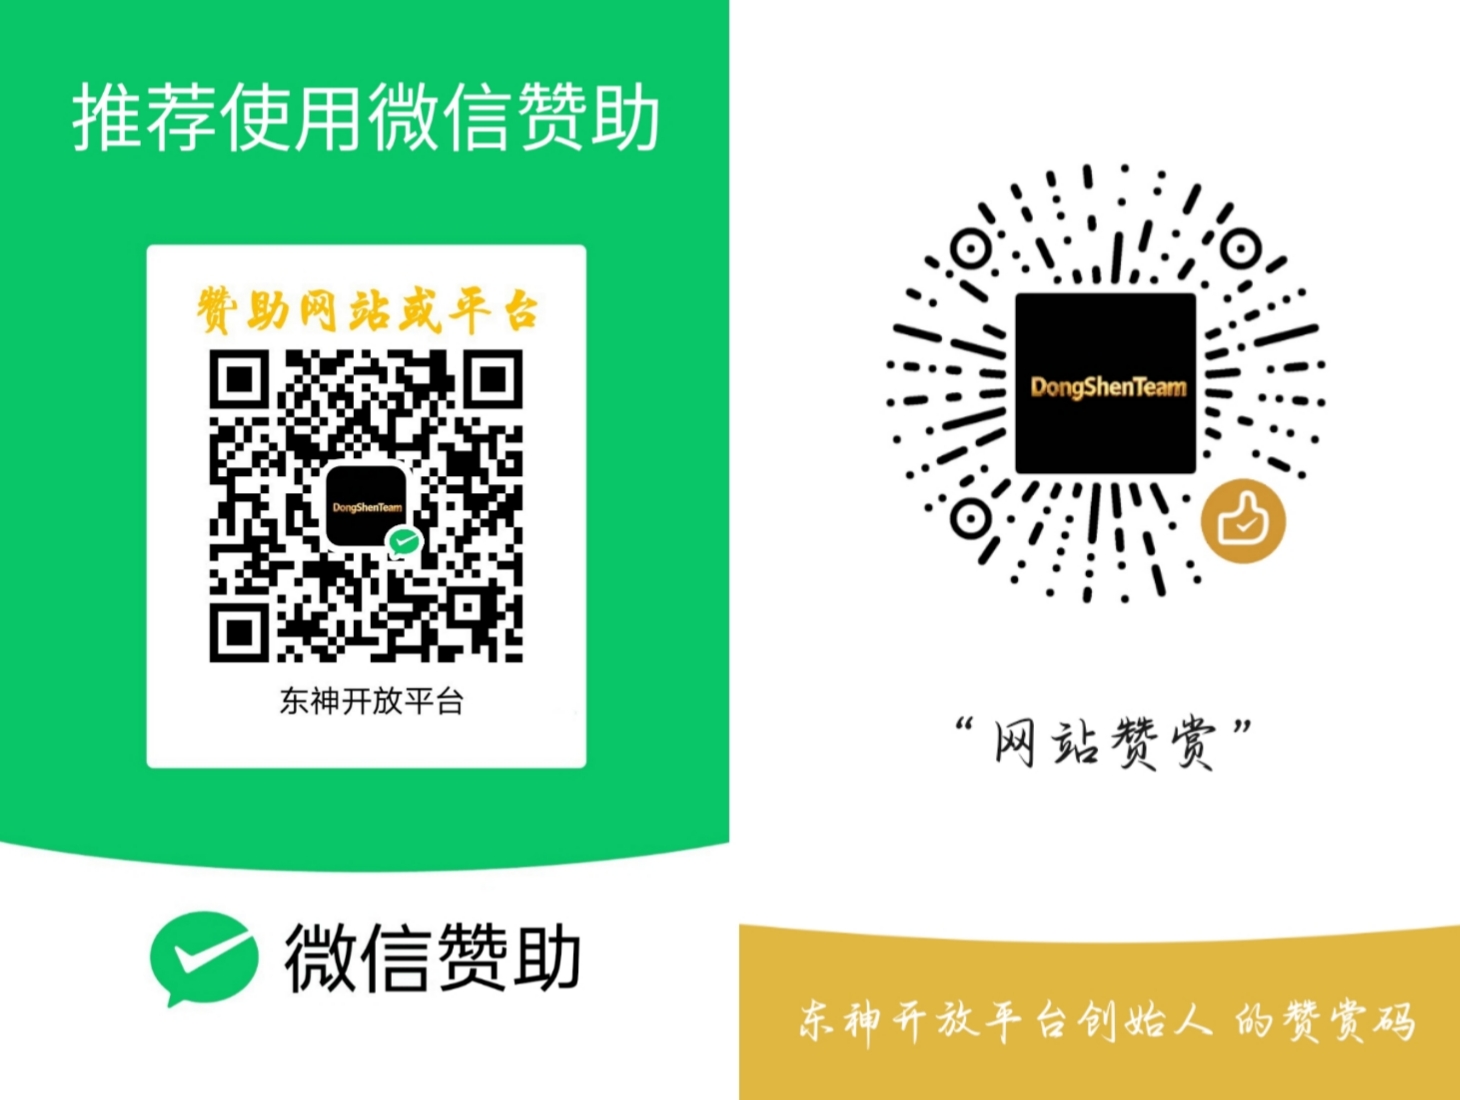 推荐使用微信赞助
赞助网站或平台
DongShenTeam
东神开放平台
微信赞助
DongShenTeam
“网站赞赏”
东神开放平台创始人 的赞赏码